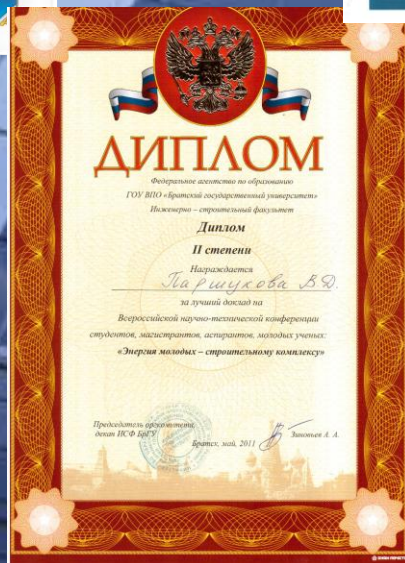 ДИПЛОМ
Федеральное агентство по образованию
ГОУ ВПО «Братский государственный университет»
Инженерно – строительный факультет
Диплом
II степени
Награждается
В.Д.
за лучший доклад на
Всероссийской научно-технической конференции
студентов, магистрантов, аспирантов, молодых ученых:
«Энергия молодых – строительному комплексу»
Председатель оргкомитета,
декан ИСФ БрГУ
Зиновьев А. А.
Братск, май, 2011